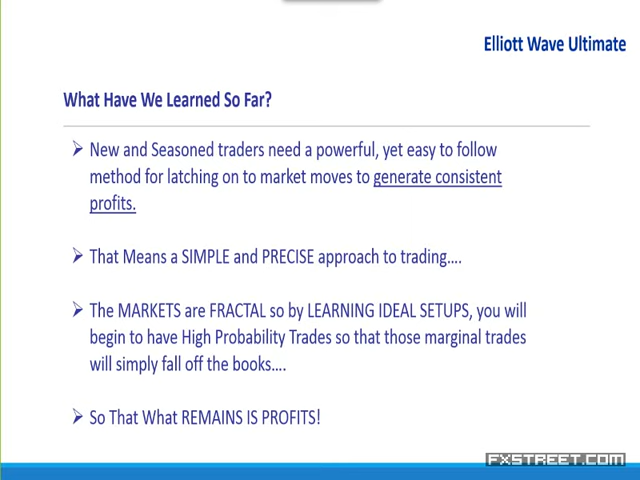 Elliott Wave Ultimate
What Have We Learned So Far?
➢ New and Seasoned traders need a powerful, yet easy to follow
method for latching on to market moves to generate consistent
profits.
➢ That Means a SIMPLE and PRECISE approach to trading....
➢ The MARKETS are FRACTAL so by LEARNING IDEAL SETUPS, you will
begin to have High Probability Trades so that those marginal trades
will simply fall off the books....
➢ So That What REMAINS IS PROFITS!
FXSTREET.COM